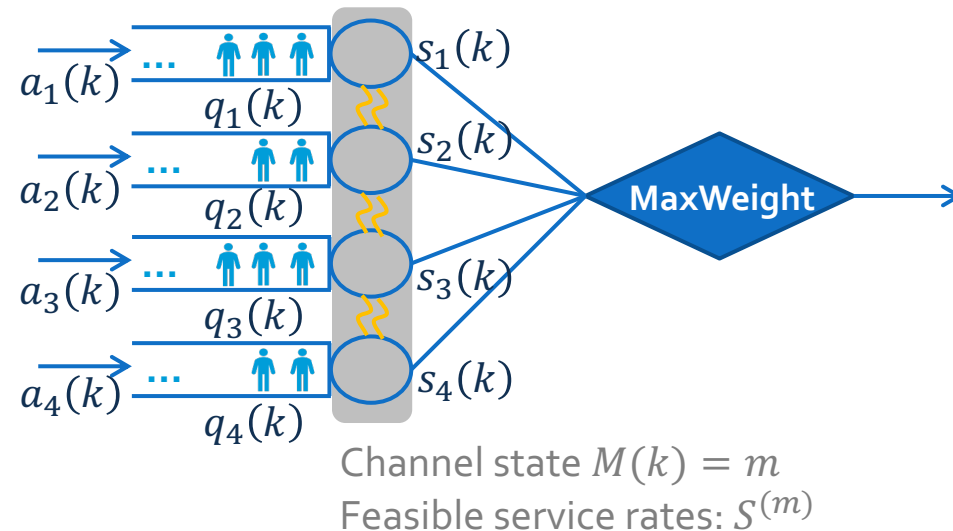 ... s₁(k)
a₁(k) q₁(k)
... s₂(k)
a₂(k) q₂(k)
MaxWeight
... s₃(k)
a₃(k) q₃(k)
... s₄(k)
a₄(k) q₄(k)
Channel state M(k) = m
Feasible service rates: S⁽ᵐ⁾